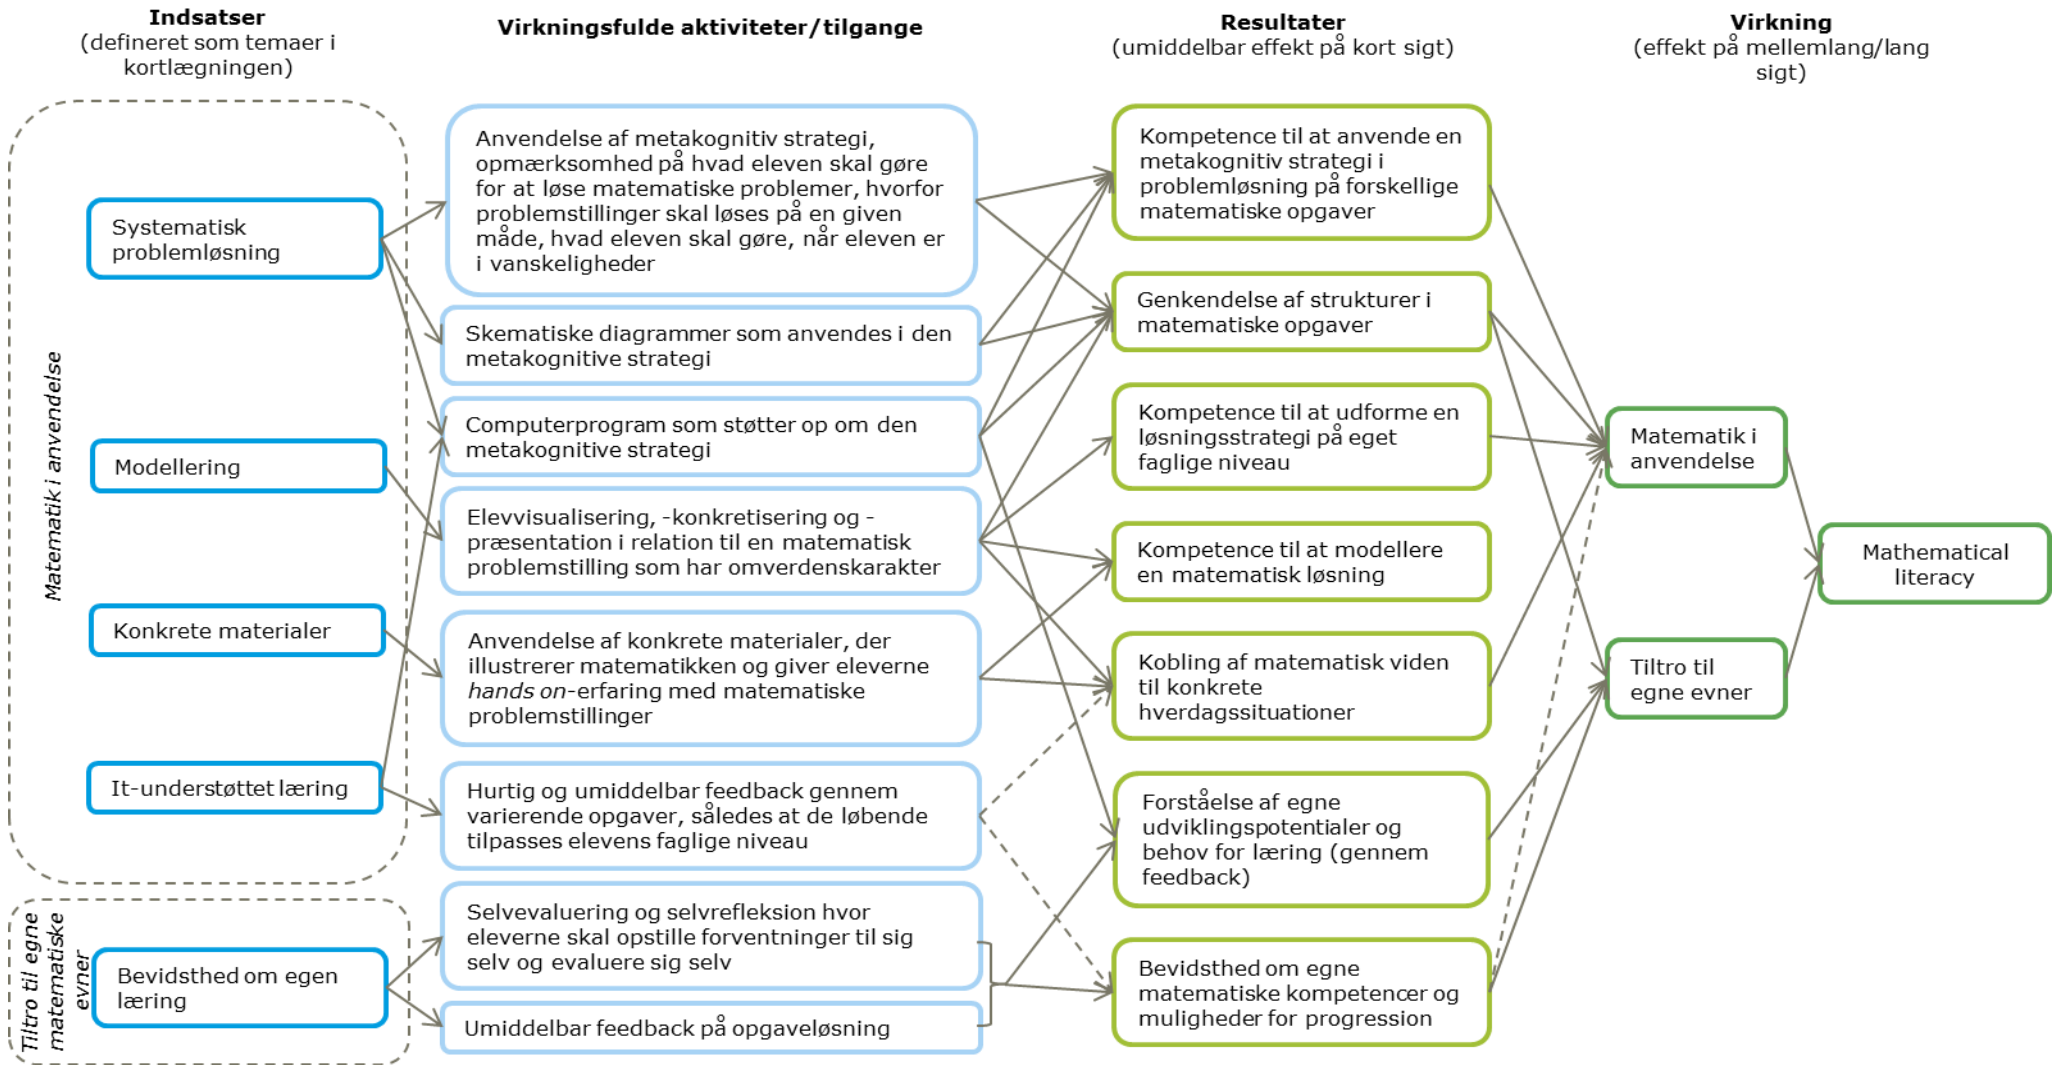 Indsatser
(defineret som temaer i
kortlægningen)
Virkningsfulde aktiviteter/tilgange
Resultater
(umiddelbar effekt på kort sigt)
Virkning
(effekt på mellemlang/lang
sigt)
Matematik i anvendelse
Systematisk
problemløsning
Modellering
Konkrete materialer
It-understøttet læring
Tiltro til egne
matematiske
evner
Bevidsthed om egen
læring
Anvendelse af metakognitiv strategi,
opmærksomhed på hvad eleven skal gøre
for at løse matematiske problemer, hvorfor
problemstillinger skal løses på en given
måde, hvad eleven skal gøre, når eleven er
i vanskeligheder
Skematiske diagrammer som anvendes i den
metakognitive strategi
Computerprogram som støtter op om den
metakognitive strategi
Elevvisualisering, -konkretisering og -
præsentation i relation til en matematisk
problemstilling som har omverdenskarakter
Anvendelse af konkrete materialer, der
illustrerer matematikken og giver eleverne
hands on-erfaring med matematiske
problemstillinger
Hurtig og umiddelbar feedback gennem
varierende opgaver, således at de løbende
tilpasses elevens faglige niveau
Selvevaluering og selvrefleksion hvor
eleverne skal opstille forventninger til sig
selv og evaluere sig selv
Umiddelbar feedback på opgaveløsning
Kompetence til at anvende en
metakognitiv strategi i
problemløsning på forskellige
matematiske opgaver
Genkendelse af strukturer i
matematiske opgaver
Kompetence til at udforme en
løsningsstrategi på eget
faglige niveau
Kompetence til at modellere
en matematisk løsning
Kobling af matematisk viden
til konkrete
hverdagssituationer
Forståelse af egne
udviklingspotentialer og
behov for læring (gennem
feedback)
Bevidsthed om egne
matematiske kompetencer og
muligheder for progression
Matematik i
anvendelse
Tiltro til
egne evner
Mathematical
literacy